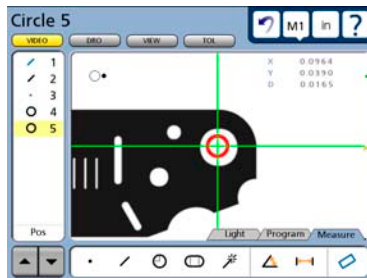 Circle 5
M1 in ?
VIDEO DRO VIEW TOL
1
2
3
4
5
X 0.0964
Y 0.0390
D 0.0165
Pos
Light Program Measure